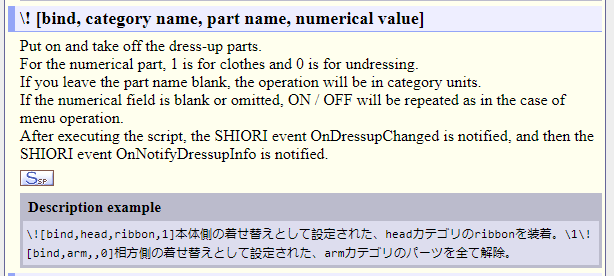 \! [bind, category name, part name, numerical value]
Put on and take off the dress-up parts.
For the numerical part, 1 is for clothes and 0 is for undressing.
If you leave the part name blank, the operation will be in category units.
If the numerical field is blank or omitted, ON / OFF will be repeated as in the case of
menu operation.
After executing the script, the SHIORI event OnDressupChanged is notified, and then the
SHIORI event OnNotifyDressupInfo is notified.
SSP
Description example
\![bind,head,ribbon,1]本体側の着せ替えとして設定された、headカテゴリのribbonを装着。\1\!
[bind,arm,,0]相方側の着せ替えとして設定された、armカテゴリのパーツを全て解除。